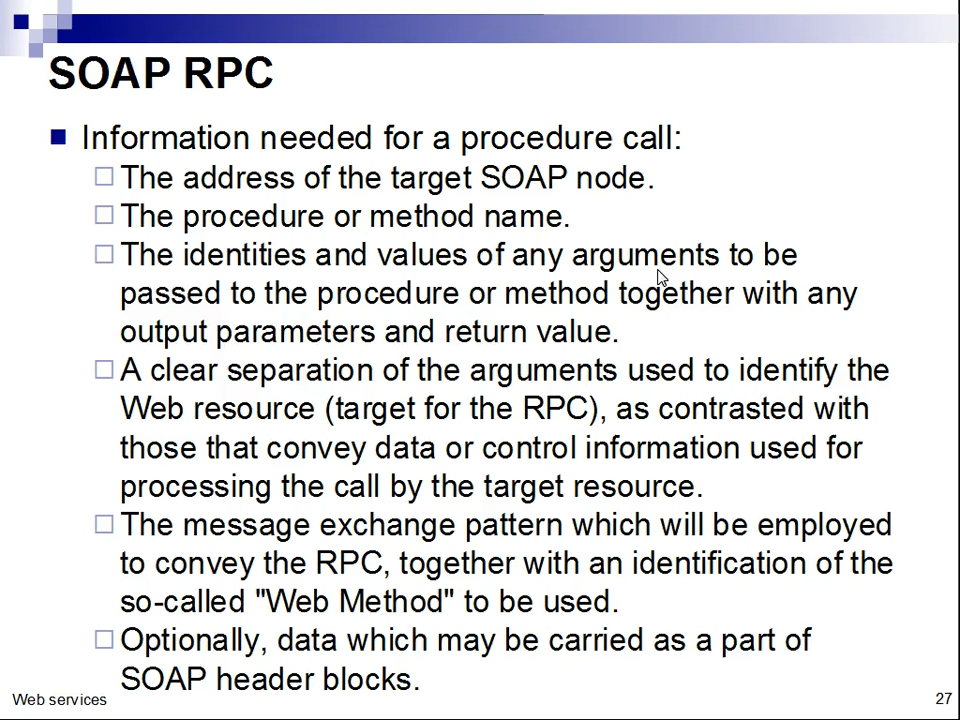 SOAP RPC
Information needed for a procedure call:
The address of the target SOAP node.
The procedure or method name.
The identities and values of any arguments to be
passed to the procedure or method together with any
output parameters and return value.
A clear separation of the arguments used to identify the
Web resource (target for the RPC), as contrasted with
those that convey data or control information used for
processing the call by the target resource.
The message exchange pattern which will be employed
to convey the RPC, together with an identification of the
so-called "Web Method" to be used.
Optionally, data which may be carried as a part of
SOAP header blocks.
Web services
27